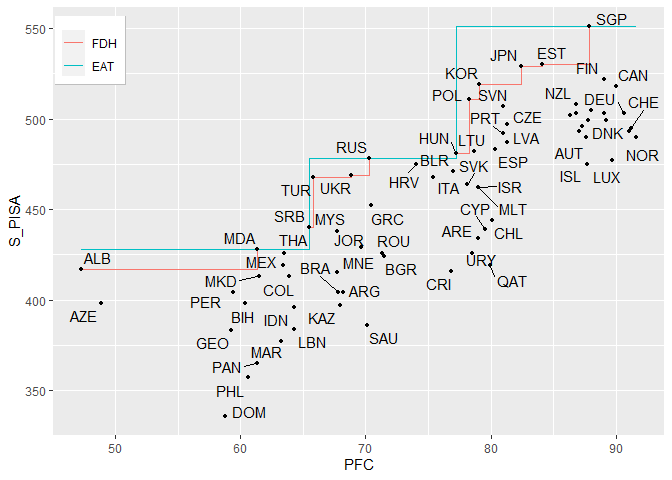 550
500
450
400
350
S_PISA
FDH
EAT
SGP
JPN
EST
KOR
FIN
CAN
POL
SVN
NZL
DEU
CHE
PRT
CZE
HUN
LTU
LVA
DNK
NOR
RUS
BLR
SVK
ESP
AUT
ISL
LUX
TUR
UKR
HRV
ITA
ISR
MLT
SRB
MYS
GRC
CYP
CHL
MDA
THA
JOR
ROU
ARE
ALB
MEX
MNE
BGR
URY
MKD
BRA
CRI
QAT
PER
COL
ARG
AZE
BIH
IDN
KAZ
GEO
LBN
SAU
MAR
PAN
PHL
DOM
50
60
70
80
90
PFC